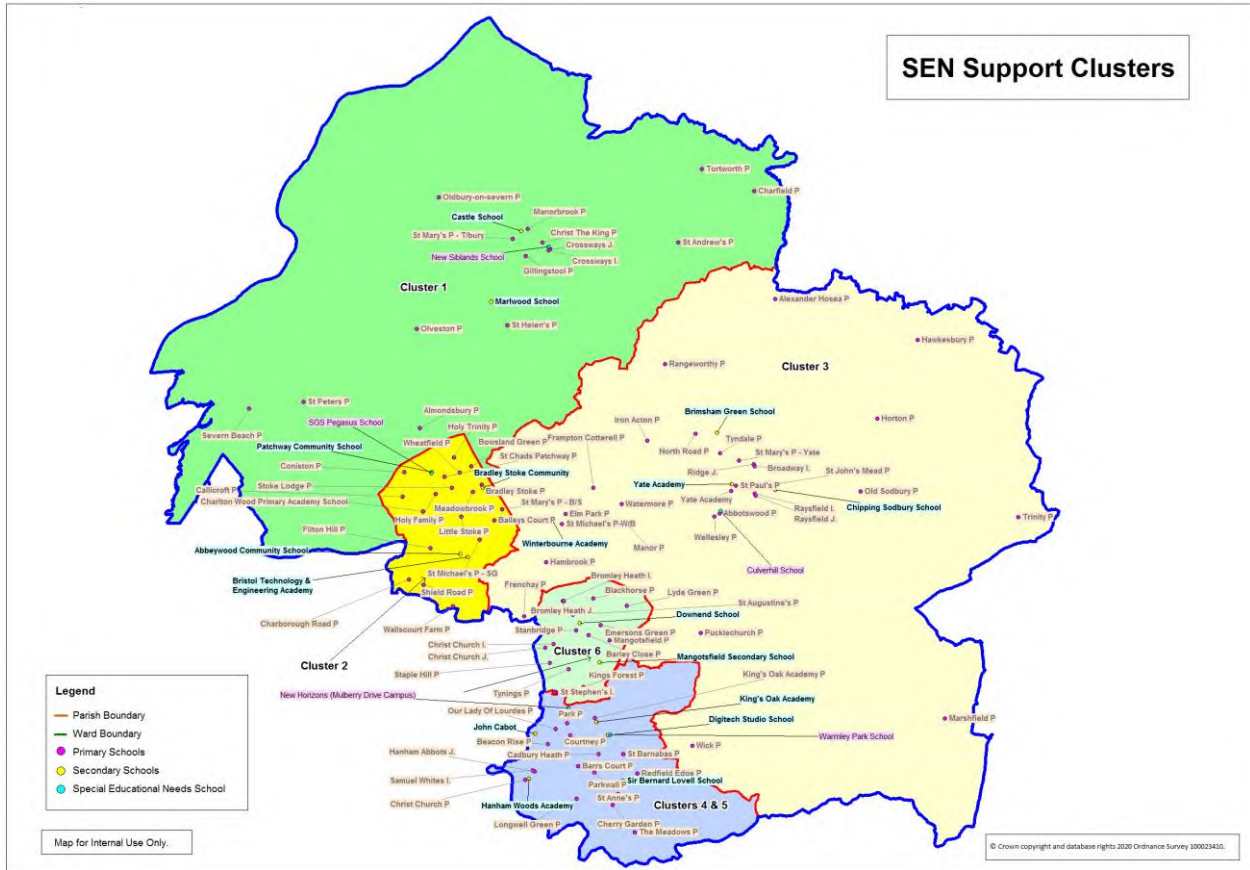 SEN Support Clusters
Tortworth P
Charfield P
Oldbury-on-severn P
Manorbrook P
Castle School
St Mary's P - T/bury
Christ The King P
Crossways J.
New Siblands School
Crossways I.
Gillingstool P
St Andrew's P
Cluster 1
Marlwood School
Alexander Hosea P
Olveston P
St Helen's P
Hawkesbury P
Rangeworthy P
Cluster 3
St Peters P
Almondsbury P
SGS Pegasus School
Holy Trinity P
Severn Beach P
Wheatfield P
Bowsland Green P
Frampton Cotterell P
Iron Acton P
Brimsham Green School
Horton P
Patchway Community School
St Chads Patchway P
North Road P
Tyndale P
St Mary's P - Yate
Coniston P
Bradley Stoke Community
Ridge J.
Broadway I.
St John's Mead P
Stoke Lodge P
Yate Academy
St Paul's P
Callicroft P
Bradley Stoke P
Old Sodbury P
Charlton Wood Primary Academy School
Meadowbrook P
St Mary's P - B/S
Watermore P
Yate Academy
Raysfield I.
Chipping Sodbury School
Filton Hill P
Holy Family P
Baileys Court P
Elm Park P
St Michael's P-W/B
Abbotswood P
Raysfield J.
Trinity P
Little Stoke P
Winterbourne Academy
Manor P
Wellesley P
Abbeywood Community School
Culverhill School
Hambrook P
St Michael's P - SG
Bromley Heath I.
Bristol Technology &
Engineering Academy
Shield Road P
Frenchay P
Blackhorse P
Lyde Green P
Bromley Heath J.
St Augustine's P
Charborough Road P
Wallscourt Farm P
Downend School
Stanbridge P
Emersons Green P
Pucklechurch P
Christ Church I.
Mangotsfield P
Cluster 6
Barley Close P
Christ Church J.
Mangotsfield Secondary School
Cluster 2
Staple Hill P
Kings Forest P
King's Oak Academy P
New Horizons (Mulberry Drive Campus)
Tynings P
St Stephen's I.
King's Oak Academy
Our Lady Of Lourdes P
Park P
Digitech Studio School
Marshfield P
John Cabot
Warmley Park School
Beacon Rise P
Courtney P
Wick P
Hanham Abbots J.
Cadbury Heath P
St Barnabas P
Barrs Court P
Redfield Edge P
Samuel Whites I.
Parkwall P
Sir Bernard Lovell School
Christ Church P
Hanham Woods Academy
St Anne's P
Clusters 4 & 5
Longwell Green P
Cherry Garden P
The Meadows P
Legend
Parish Boundary
Ward Boundary
Primary Schools
Secondary Schools
Special Educational Needs School
Map for Internal Use Only.
© Crown copyright and database rights 2020 Ordnance Survey 100023410.